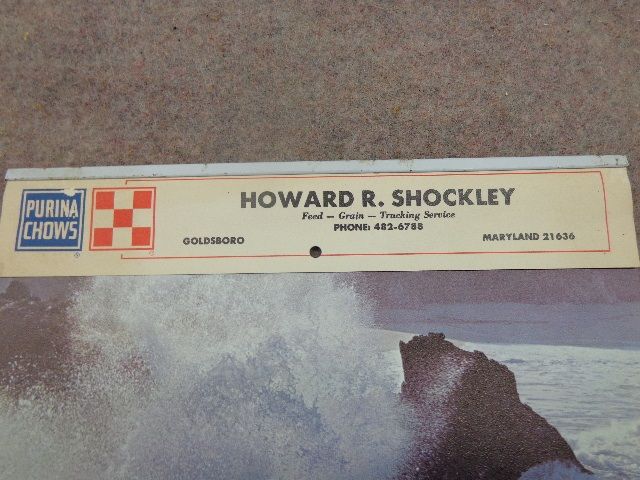 PURINA
CHOWS
HOWARD R. SHOCKLEY
Feed — Grain — Trucking Service
PHONE: 482-6788
GOLDSBORO
MARYLAND 21636